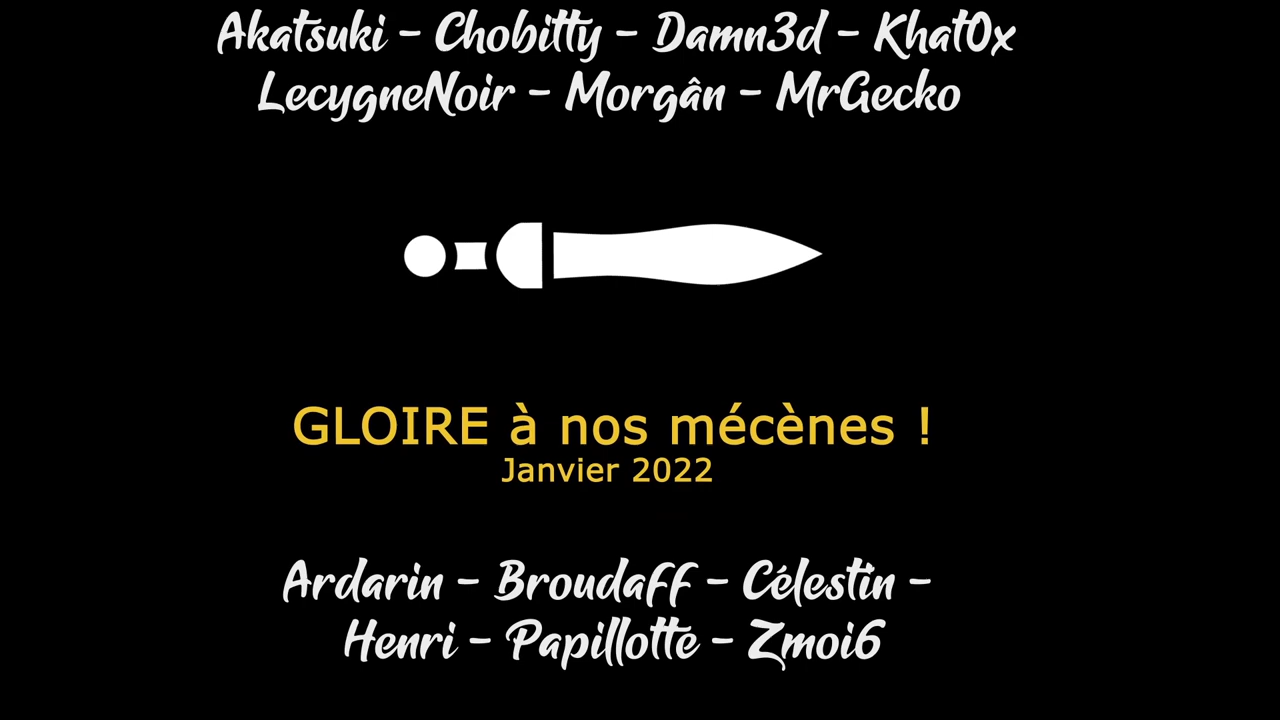 Akatsuki - Chobitty - Damn3d - Khat0x
LecygneNoir - Morgân - MrGecko
GLOIRE à nos mécènes !
Janvier 2022
Ardarin - Broudaff - Célestin -
Henri - Papillotte - Zmoi6